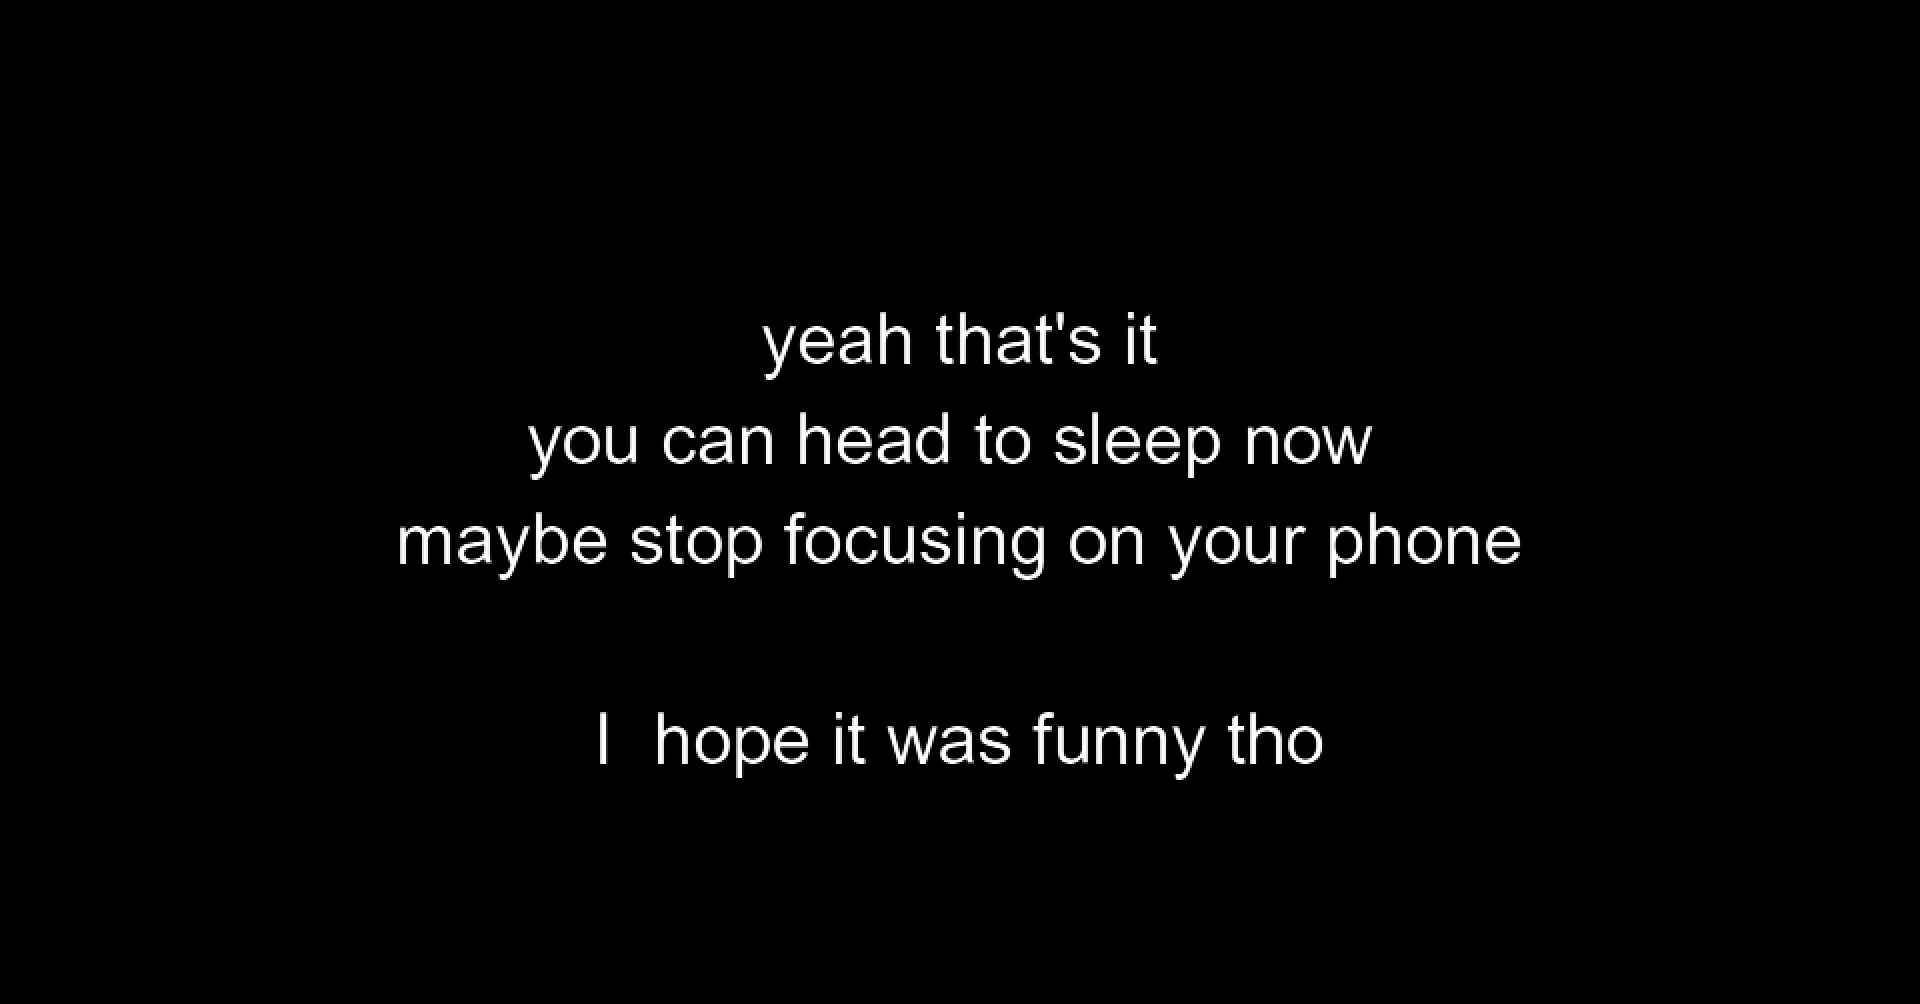 yeah that's it
you can head to sleep now
maybe stop focusing on your phone
I  hope it was funny tho